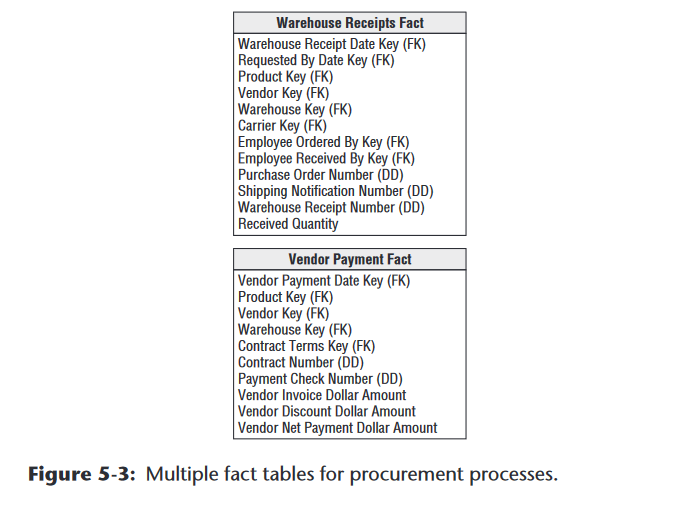 Warehouse Receipts Fact
Warehouse Receipt Date Key (FK)
Requested By Date Key (FK)
Product Key (FK)
Vendor Key (FK)
Warehouse Key (FK)
Carrier Key (FK)
Employee Ordered By Key (FK)
Employee Received By Key (FK)
Purchase Order Number (DD)
Shipping Notification Number (DD)
Warehouse Receipt Number (DD)
Received Quantity
Vendor Payment Fact
Vendor Payment Date Key (FK)
Product Key (FK)
Vendor Key (FK)
Warehouse Key (FK)
Contract Terms Key (FK)
Contract Number (DD)
Payment Check Number (DD)
Vendor Invoice Dollar Amount
Vendor Discount Dollar Amount
Vendor Net Payment Dollar Amount
Figure 5-3: Multiple fact tables for procurement processes.